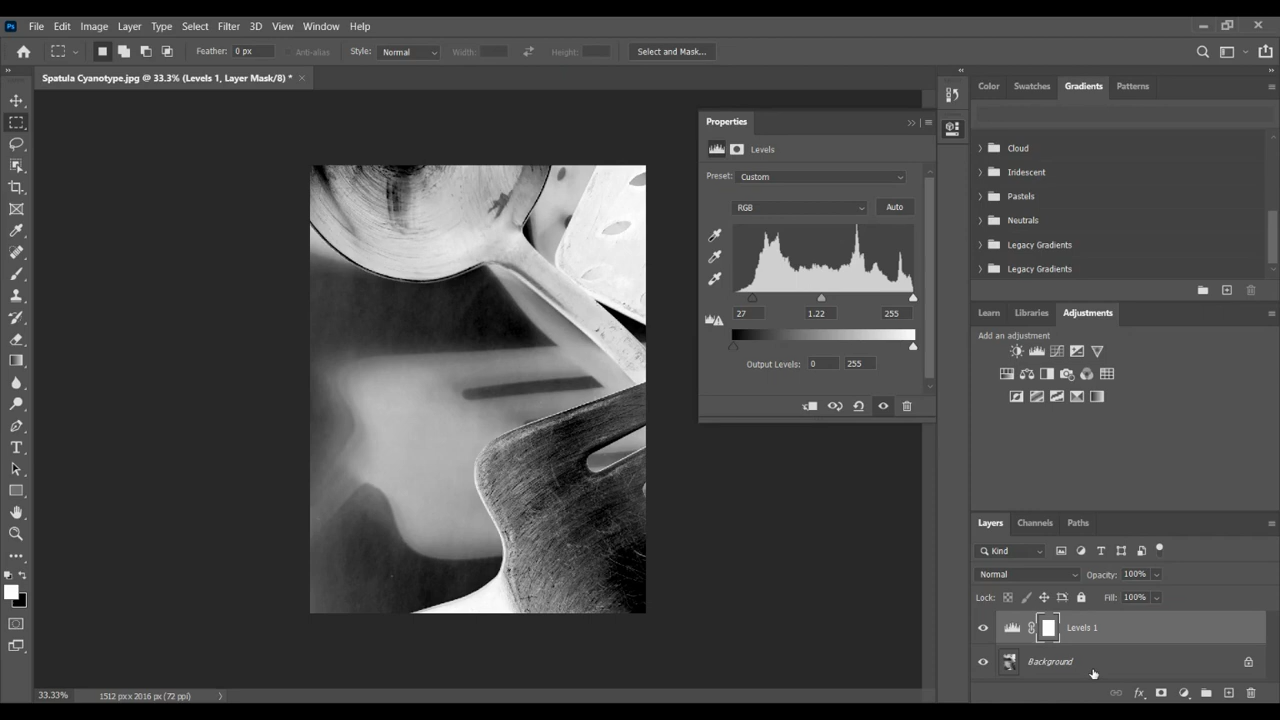 Ps File Edit Image Layer Type Select Filter 3D View Window Help
Feather: 0 px Anti-alias Style: Normal Width: Height: Select and Mask...
Spatula Cyanotype.jpg @ 33.3% (Levels 1, Layer Mask/8) *
Color Swatches Gradients Patterns
Properties
Levels
Cloud
Preset: Custom
Iridescent
Pastels
RGB Auto
Neutrals
Legacy Gradients
Legacy Gradients
27 1.22 255
Learn Libraries Adjustments
Add an adjustment
Output Levels: 0 255
Layers Channels Paths
Kind
Normal Opacity: 100%
Lock: Fill: 100%
Levels 1
Background
fx
33.33% 1512 px x 2016 px (72 ppi)